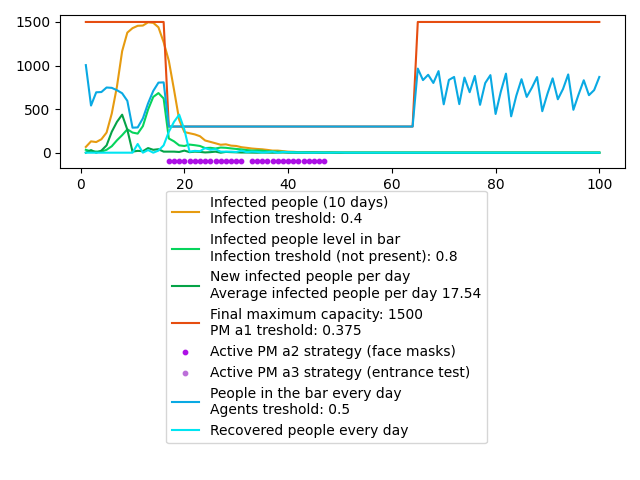 1500
1000
500
0
0 20 40 60 80 100
Infected people (10 days)
Infection treshold: 0.4
Infected people level in bar
Infection treshold (not present): 0.8
New infected people per day
Average infected people per day 17.54
Final maximum capacity: 1500
PM a1 treshold: 0.375
Active PM a2 strategy (face masks)
Active PM a3 strategy (entrance test)
People in the bar every day
Agents treshold: 0.5
Recovered people every day